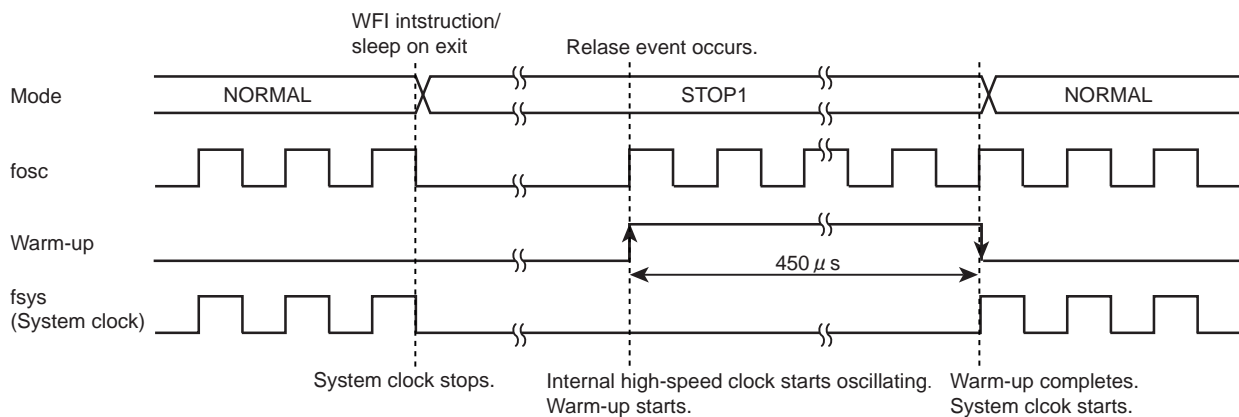 WFI intstruction/
sleep on exit
Relase event occurs.
Mode
NORMAL
STOP1
NORMAL
fosc
Warm-up
450 μ s
fsys
(System clock)
System clock stops.
Internal high-speed clock starts oscillating.
Warm-up starts.
Warm-up completes.
System clcok starts.